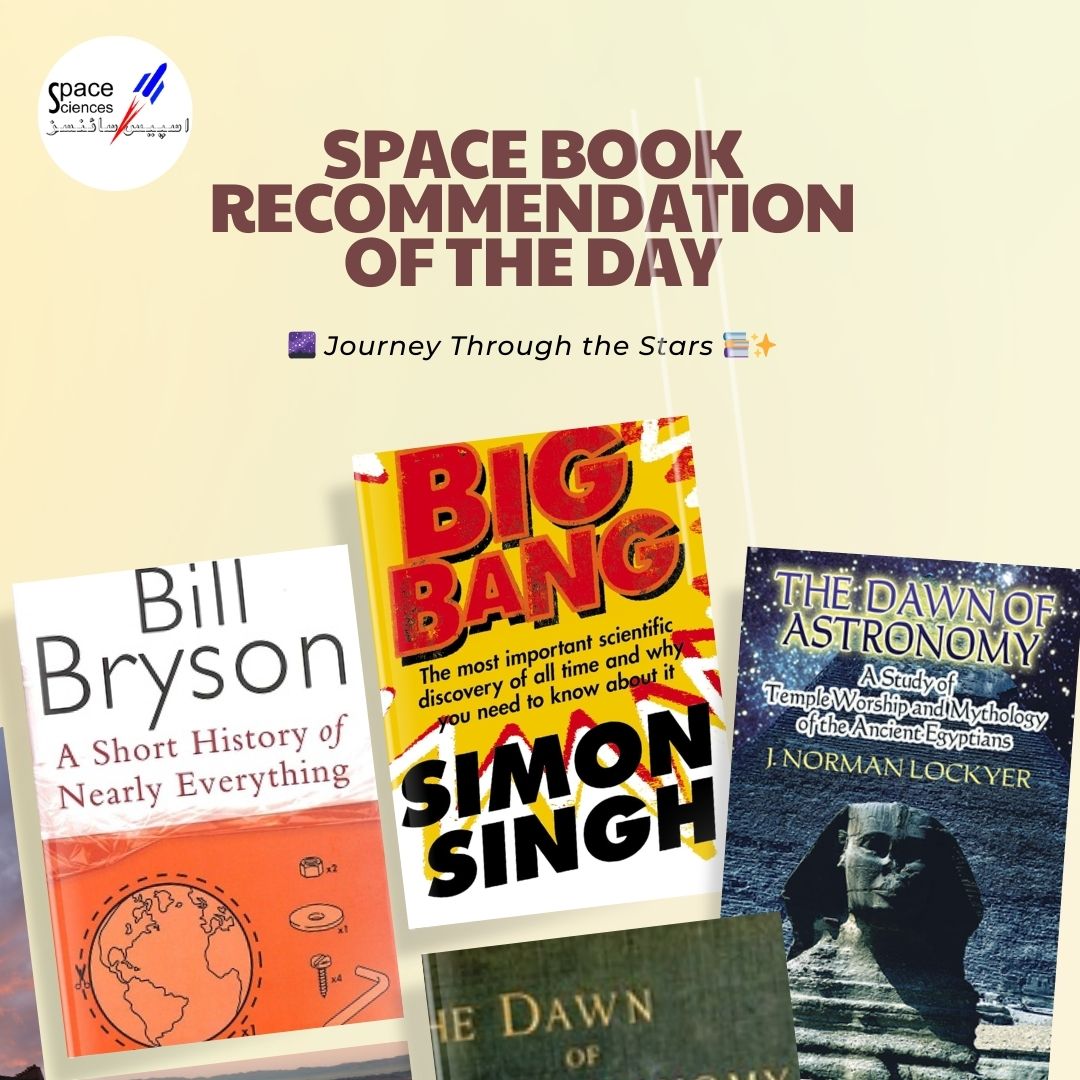 Space
Sciences
اسپیس سائنسز
SPACE BOOK
RECOMMENDATION
OF THE DAY
🌌 Journey Through the Stars 📚✨
Bill
Bryson
A Short History of
Nearly Everything
x2
x1
x4
x1
BIG
BANG
The most important scientific
discovery of all time and why
you need to know about it
SIMON
SINGH
THE DAWN OF
ASTRONOMY
A Study of
Temple Worship and Mythology
of the Ancient Egyptians
J. NORMAN LOCKYER
HE DAWN
OF